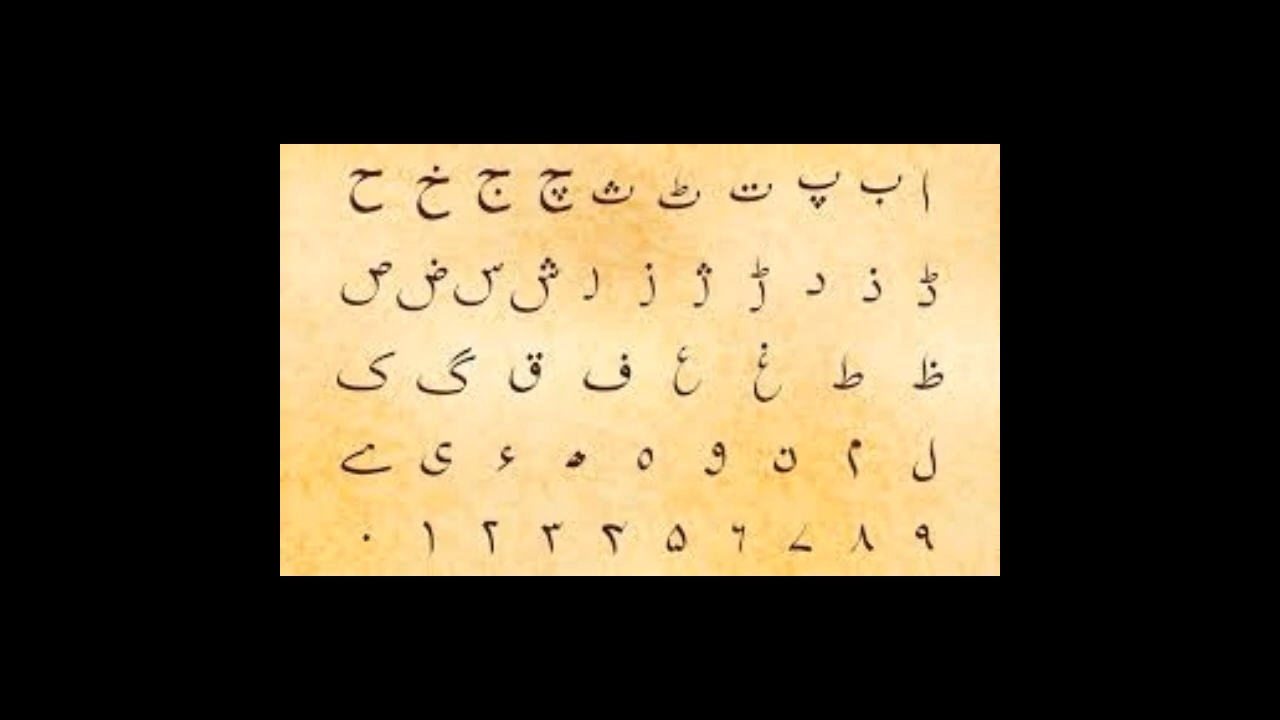 ا ب پ ت ٹ ث چ ج خ ح
ڈ ذ د ڑ ژ ز ر ش س ض ص
ظ ط غ ع ف ق گ ک
ل م ن و ه ھ ء ی ے
۰ ۱ ۲ ۳ ۴ ۵ ۶ ۷ ۸ ۹